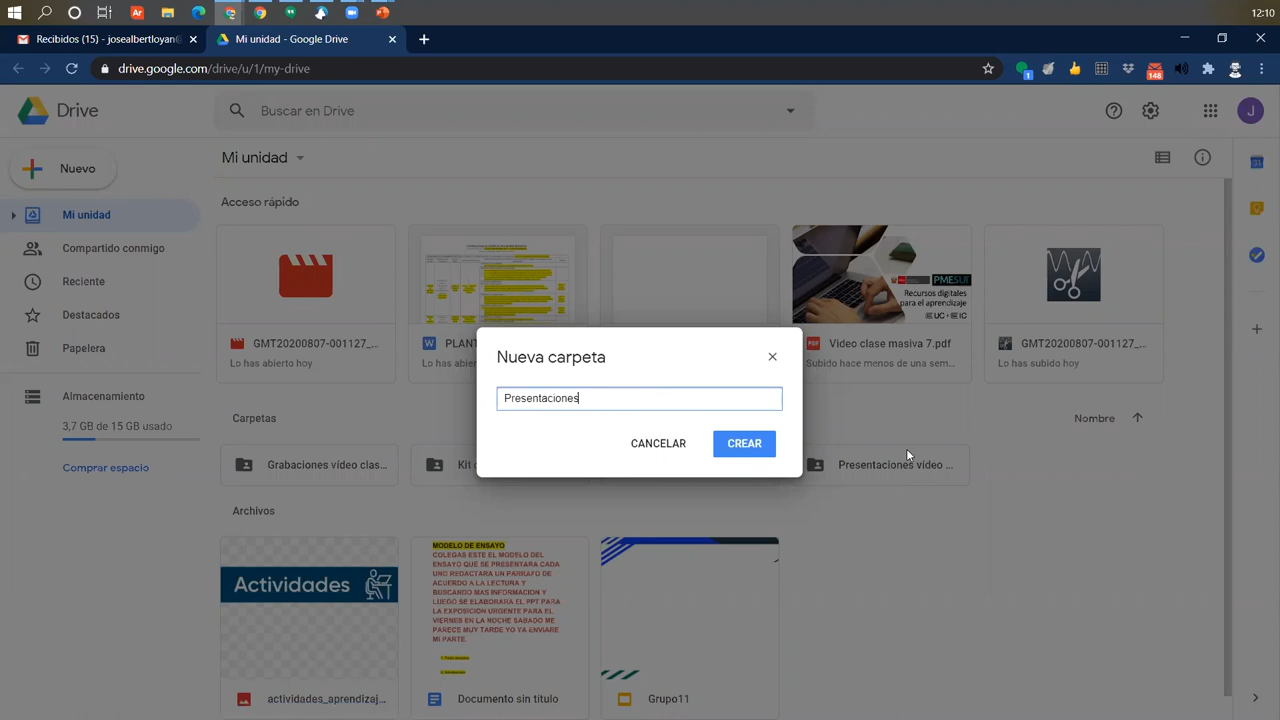 12:10
Recibidos (15) - josealbertloyan@
Mi unidad - Google Drive
drive.google.com/drive/u/1/my-drive
1
148
Drive
Buscar en Drive
J
Nuevo
Mi unidad
Mi unidad
Compartido conmigo
Reciente
Destacados
Papelera
Almacenamiento
3,7 GB de 15 GB usado
Comprar espacio
Acceso rápido
PMESUT
Recursos digitales
para el aprendizaje
GMT20200807-001127_...
Lo has abierto hoy
PLANT
Lo has abierto
Video clase masiva 7.pdf
Subido hace menos de una sem...
GMT20200807-001127_...
Lo has subido hoy
Nueva carpeta
Presentaciones
CANCELAR
CREAR
Carpetas
Nombre
Grabaciones vídeo clas...
Kit
Presentaciones vídeo ...
Archivos
Actividades
MODELO DE ENSAYO
COLEGAS ESTE EL MODELO DEL
ENSAYO QUE SE PRESENTARA CADA
UNO REDACTARA UN PARRAFO DE
ACUERDO A LA LECTURA Y
BUSCANDO MAS INFORMACION Y
LUEGO SE ELABORARA EL PPT PARA
LA EXPOSICION URGENTE PARA EL
VIERNES EN LA NOCHE SABADO ME
PARECE MUY TARDE YO YA ENVIARE
MI PARTE.
actividades_aprendizaj...
Documento sin título
Grupo11